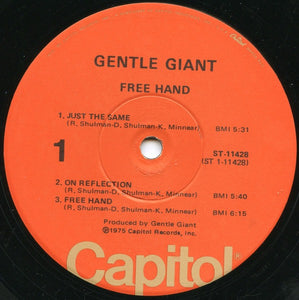 GENTLE GIANT
FREE HAND
1. JUST THE SAME
(R, Shulman-D, Shulman-K, Minnear) BMI 5:31
1 ST-11428
(ST 1-11428)
2. ON REFLECTION
(R, Shulman-D, Shulman-K, Minnear) BMI 5:40
3. FREE HAND
(R, Shulman-D, Shulman-K, Minnear) BMI 6:15
Produced by Gentle Giant
℗1975 Capitol Records, Inc.
Capitol®